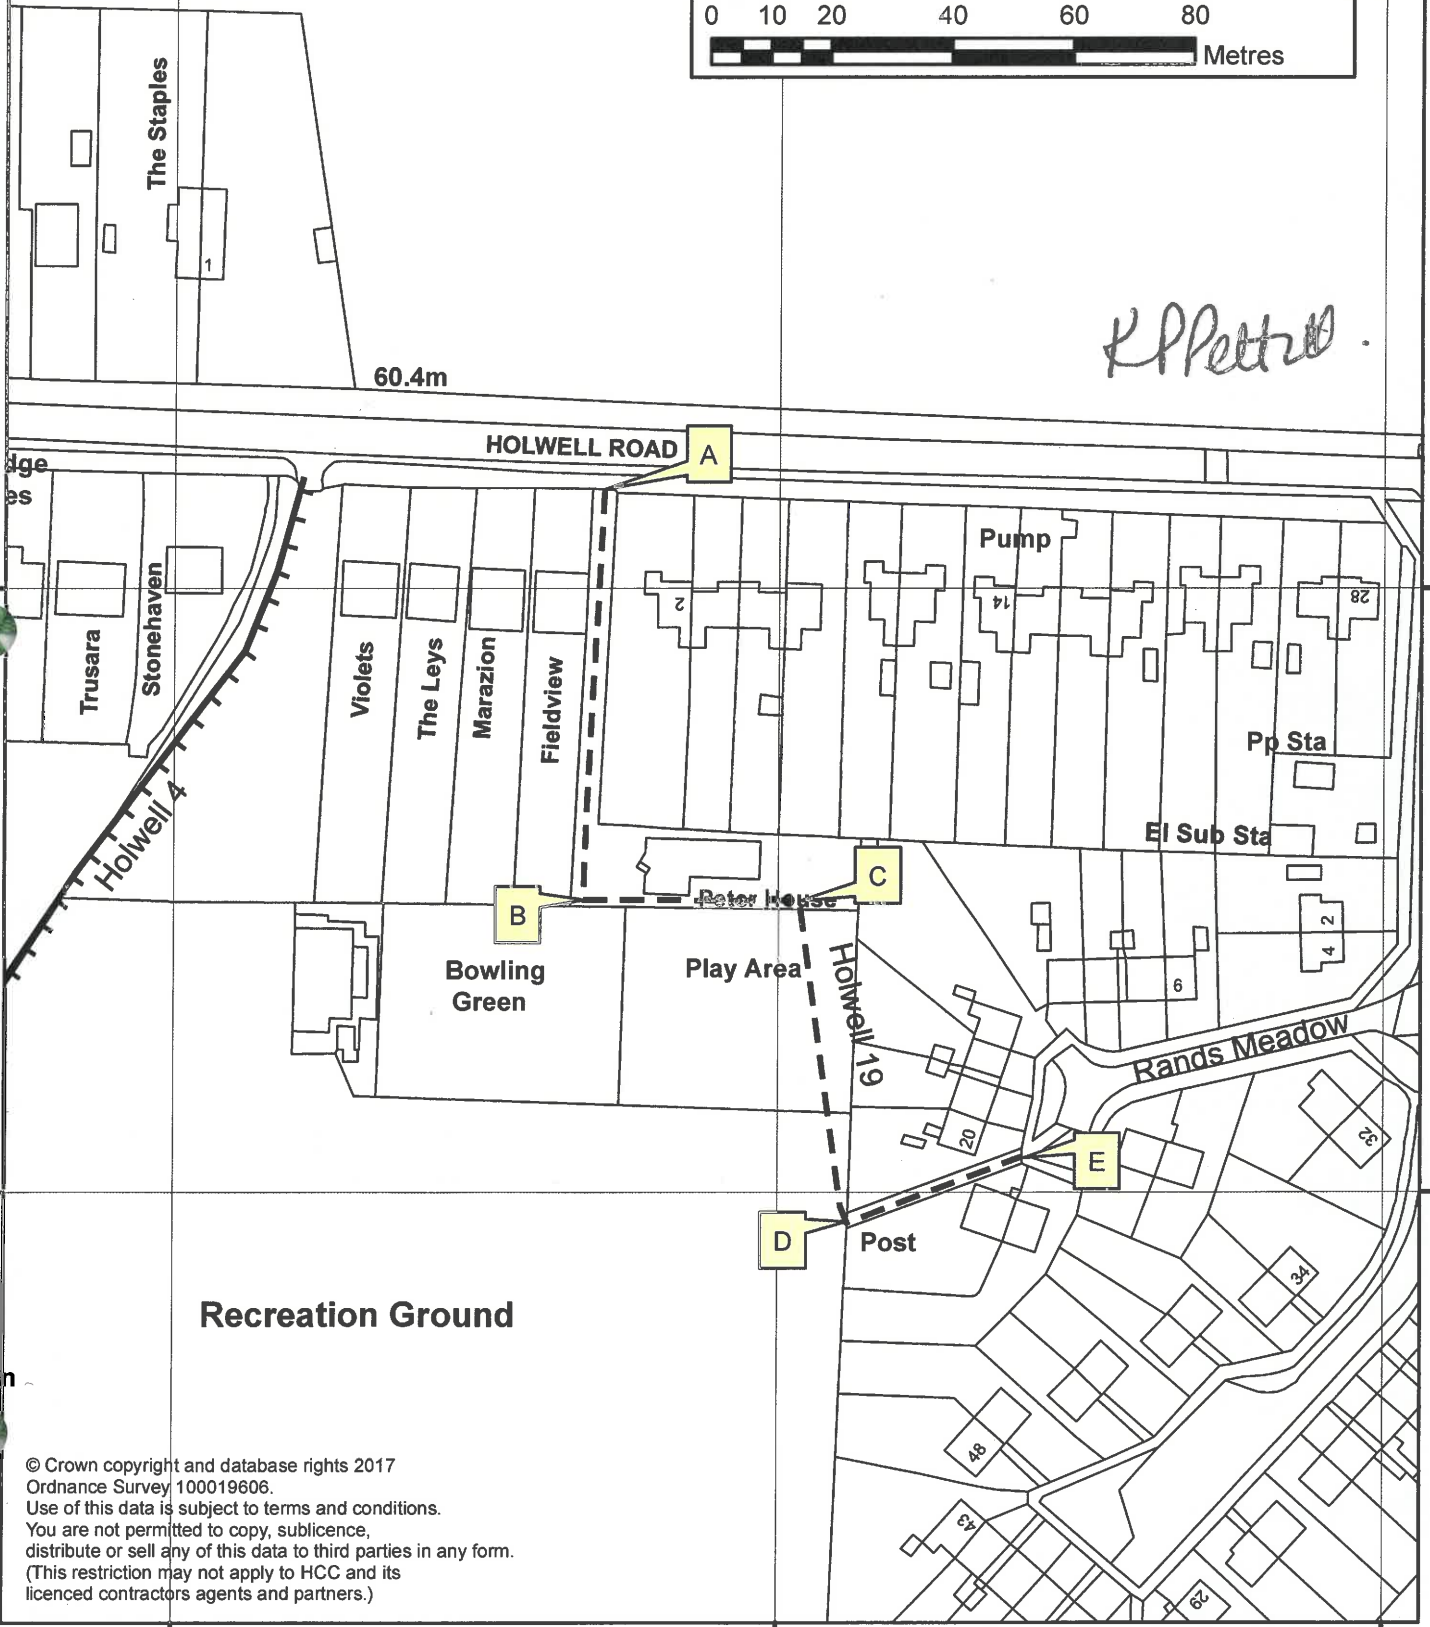 0 10 20 40 60 80
Metres
The Staples
1
60.4m
HOLWELL ROAD
A
dge
es
Pump
2
14
28
Trusara
Stonehaven
Violets
The Leys
Marazion
Fieldview
Holwell 4
Pp Sta
El Sub Sta
C
B
Peter House
2
4
Bowling
Green
Play Area
Holwell 19
6
Rands Meadow
20
32
E
D
Post
34
Recreation Ground
n
48
43
29
© Crown copyright and database rights 2017
Ordnance Survey 100019606.
Use of this data is subject to terms and conditions.
You are not permitted to copy, sublicence,
distribute or sell any of this data to third parties in any form.
(This restriction may not apply to HCC and its
licenced contractors agents and partners.)